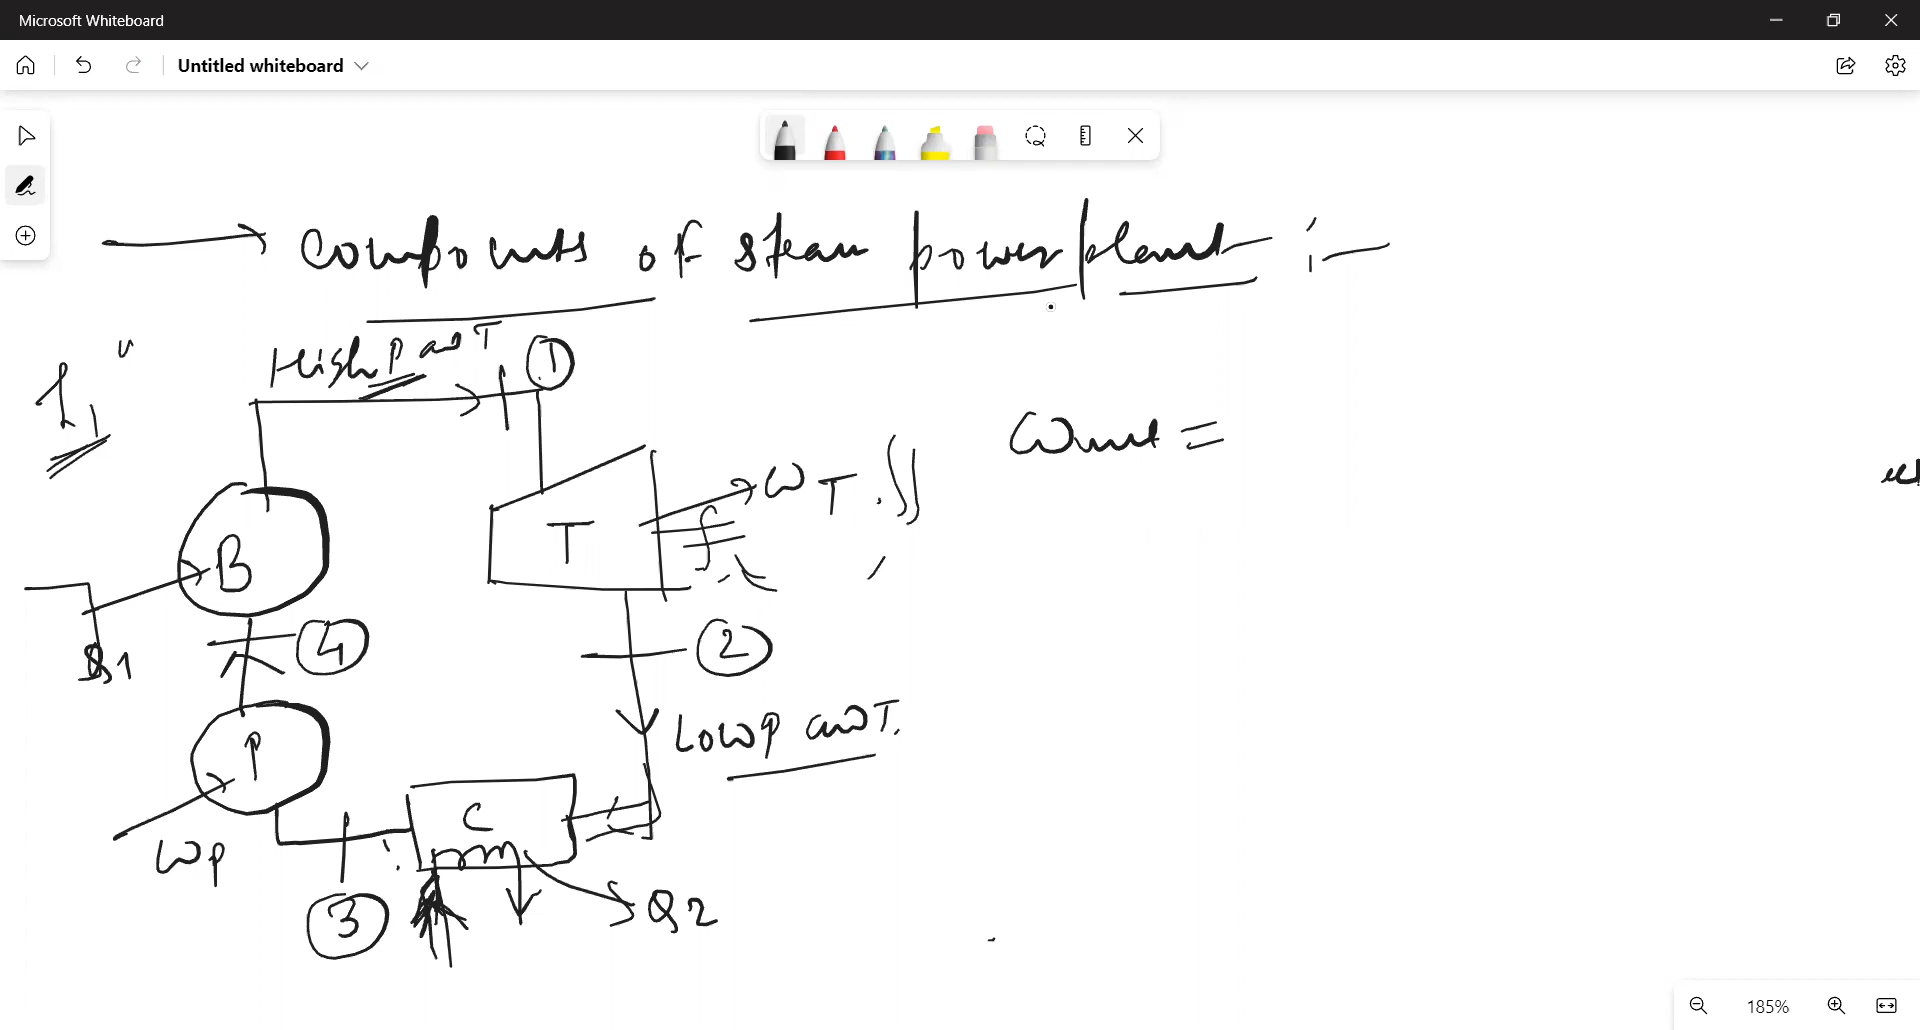 Microsoft Whiteboard
Untitled whiteboard
Components of steam power plant :-
High P and T
1
Wnet =
WT
B
T
Q1
4
2
Low P and T.
P
C
Wp
3
Q2
185%